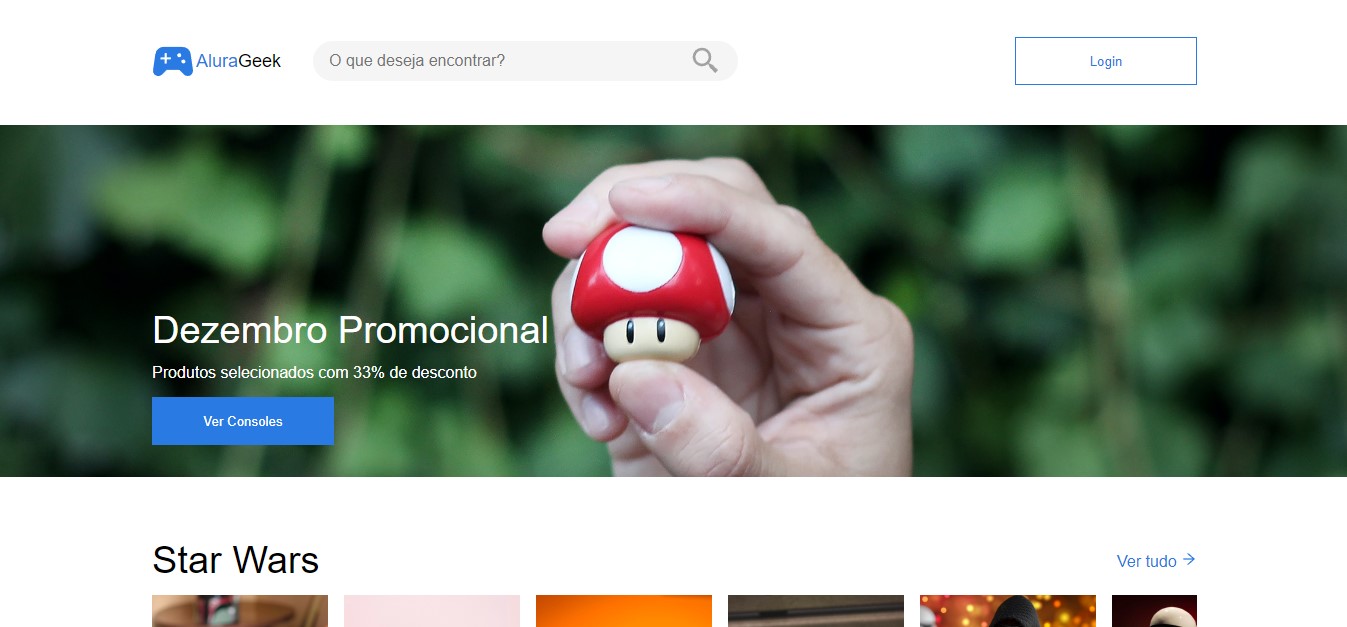 AluraGeek
O que deseja encontrar?
Login
Dezembro Promocional
Produtos selecionados com 33% de desconto
Ver Consoles
Star Wars
Ver tudo